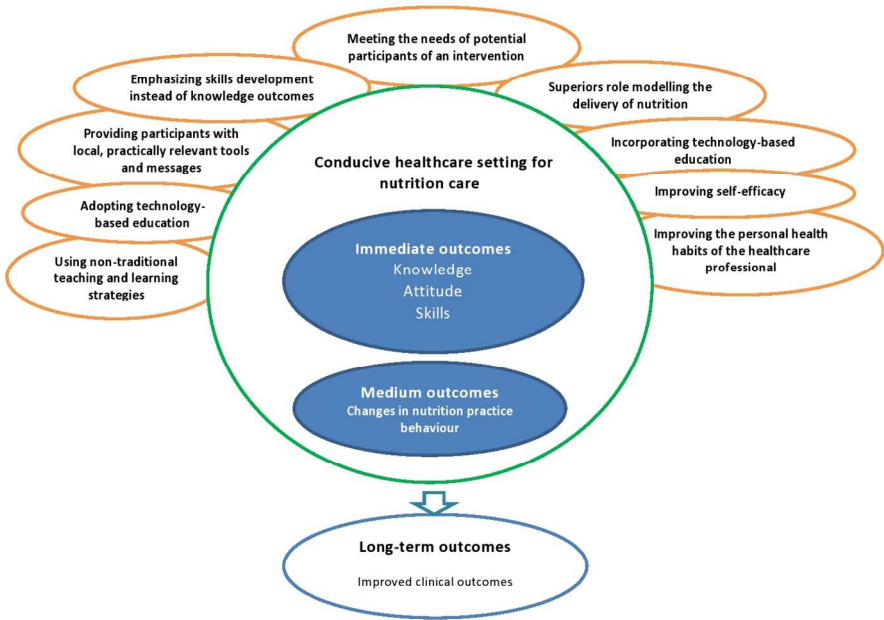 Meeting the needs of potential
participants of an intervention
Emphasizing skills development
instead of knowledge outcomes
Superiors role modelling the
delivery of nutrition
Providing participants with
local, practically relevant tools
and messages
Incorporating technology-based
education
Adopting technology-
based education
Improving self-efficacy
Using non-traditional
teaching and learning
strategies
Improving the personal health
habits of the healthcare
professional
Conducive healthcare setting for
nutrition care
Immediate outcomes
Knowledge
Attitude
Skills
Medium outcomes
Changes in nutrition practice
behaviour
Long-term outcomes
Improved clinical outcomes